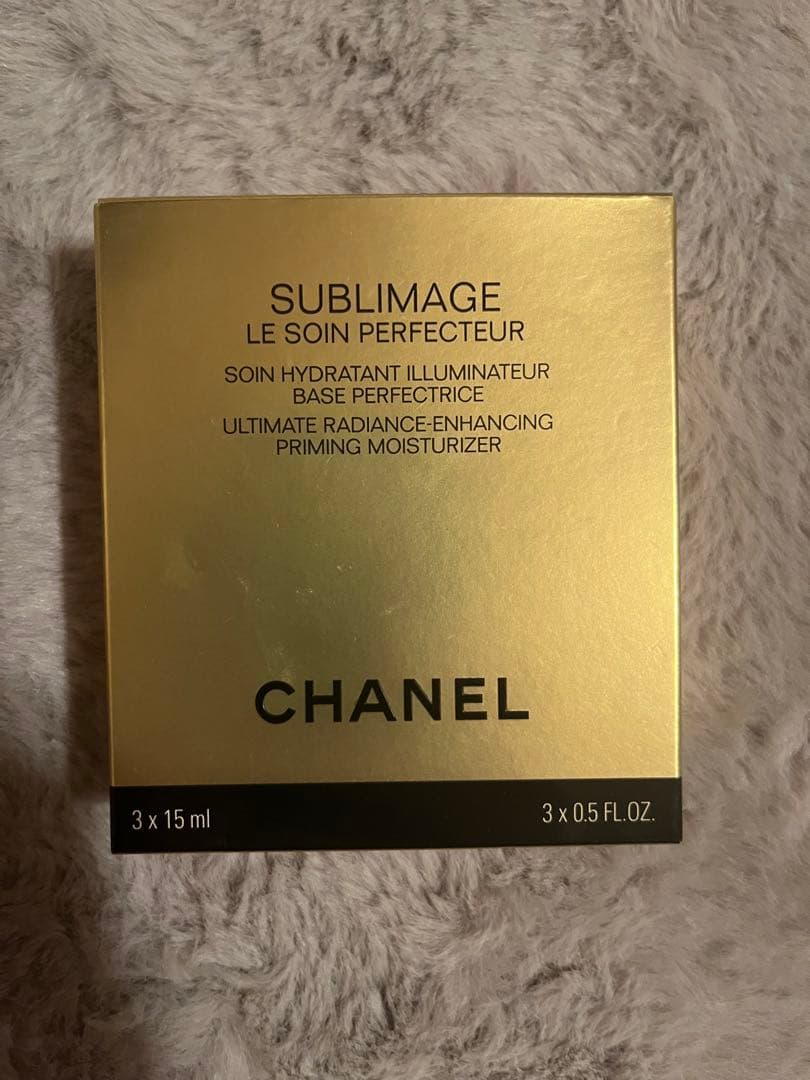 SUBLIMAGE
LE SOIN PERFECTEUR
SOIN HYDRATANT ILLUMINATEUR
BASE PERFECTRICE
ULTIMATE RADIANCE-ENHANCING
PRIMING MOISTURIZER
CHANEL
3 x 15 ml 3 x 0.5 FL.OZ.